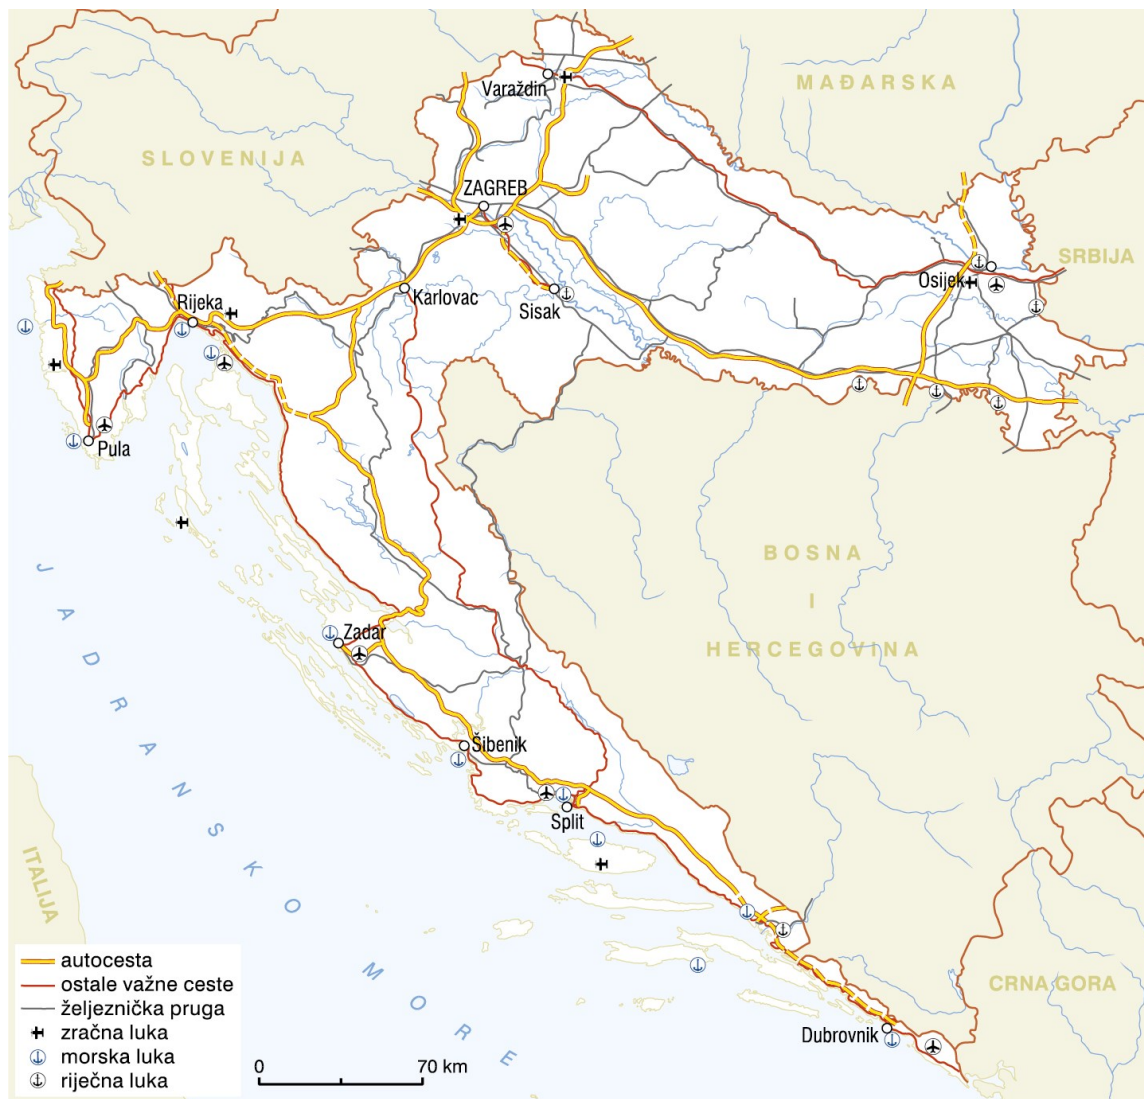 MAĐARSKA
Varaždin
SLOVENIJA
ZAGREB
SRBIJA
Osijek
Rijeka
Karlovac
Sisak
Pula
BOSNA
I
HERCEGOVINA
JADRANSKO MORE
Zadar
Šibenik
Split
ITALIJA
CRNA GORA
Dubrovnik
autocesta
ostale važne ceste
željeznička pruga
zračna luka
morska luka
riječna luka
0 70 km